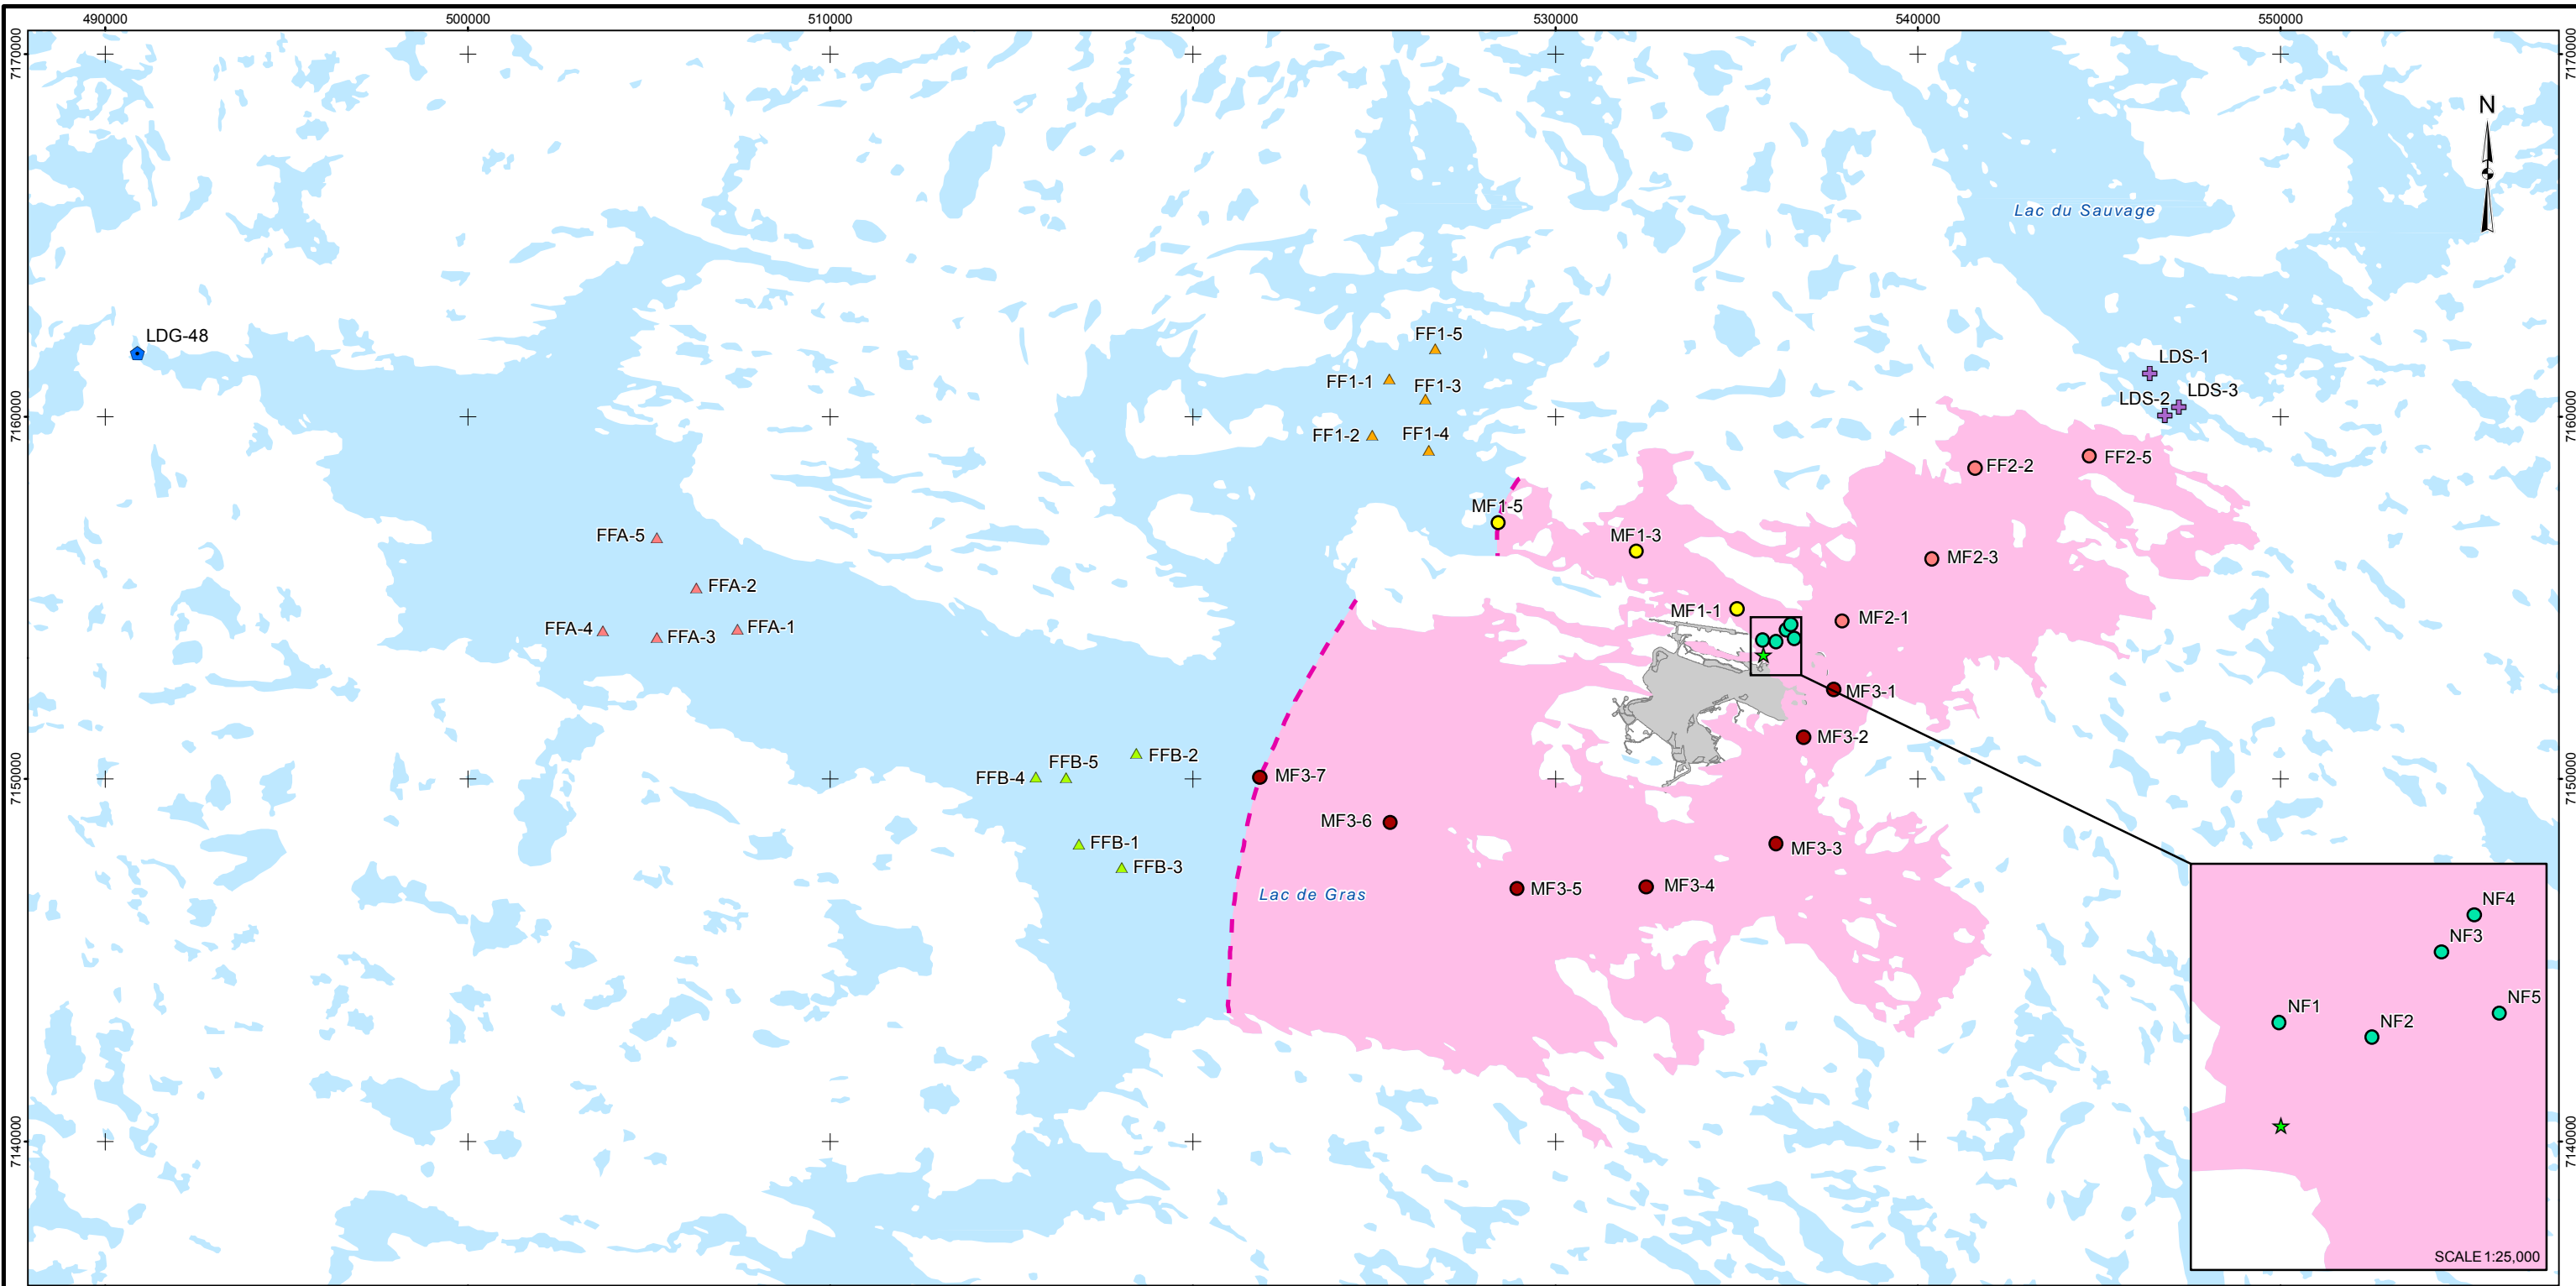 490000
500000
510000
520000
530000
540000
550000
7170000
7170000
N
Lac du Sauvage
LDG-48
FF1-5
LDS-1
FF1-1
FF1-3
LDS-3
LDS-2
7160000
7160000
FF1-2
FF1-4
FF2-2
FF2-5
MF1-5
FFA-5
MF1-3
MF2-3
FFA-2
MF1-1
MF2-1
FFA-4
FFA-3
FFA-1
MF3-1
MF3-2
FFB-2
FFB-5
FFB-4
MF3-7
7150000
7150000
MF3-6
FFB-1
MF3-3
FFB-3
MF3-5
MF3-4
Lac de Gras
NF4
NF3
NF5
NF1
NF2
7140000
7140000
SCALE 1:25,000